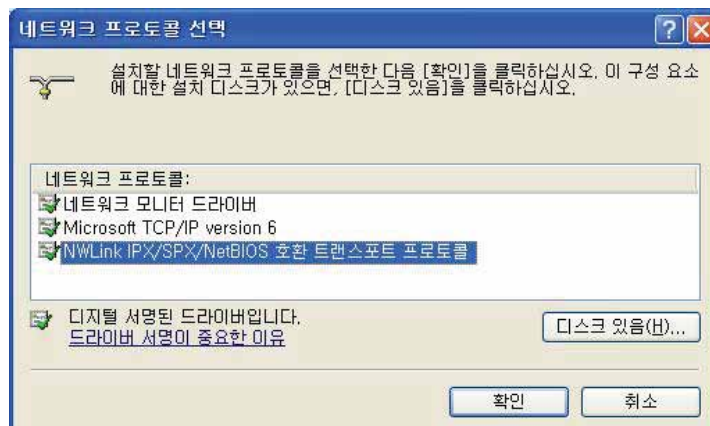 네트워크 프로토콜 선택
설치할 네트워크 프로토콜을 선택한 다음 [확인]을 클릭하십시오. 이 구성 요소
에 대한 설치 디스크가 있으면, [디스크 있음]을 클릭하십시오.
네트워크 프로토콜:
네트워크 모니터 드라이버
Microsoft TCP/IP version 6
NWLink IPX/SPX/NetBIOS 호환 트랜스포트 프로토콜
디지털 서명된 드라이버입니다.
드라이버 서명이 중요한 이유
디스크 있음(H)...
확인 취소